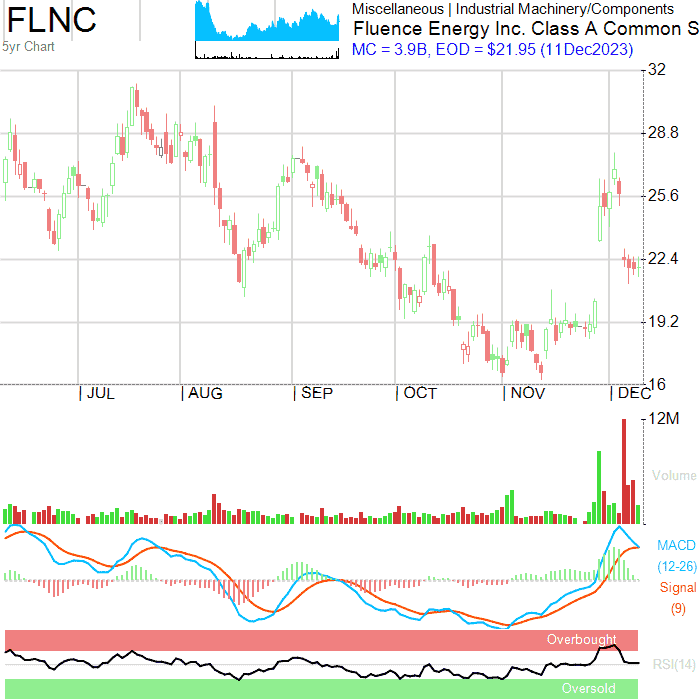 FLNC
5yr Chart
Miscellaneous | Industrial Machinery/Components
Fluence Energy Inc. Class A Common S
MC = 3.9B, EOD = $21.95 (11Dec2023)
32
28.8
25.6
22.4
19.2
16
JUL
AUG
SEP
OCT
NOV
DEC
12M
Volume
MACD
(12-26)
Signal
(9)
Overbought
RSI(14)
Oversold